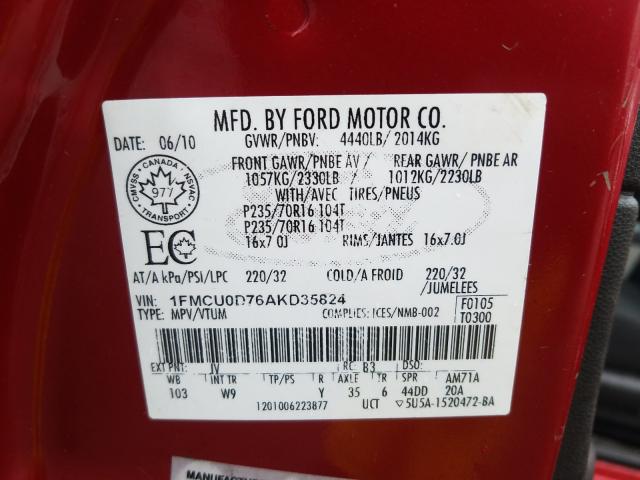 MFD. BY FORD MOTOR CO.
DATE: 06/10
GVWR/PNBV: 4440LB/ 2014KG
FRONT GAWR/PNBE AV / REAR GAWR/ PNBE AR
1057KG/2330LB 1012KG/2230LB
WITH/AVEC TIRES/PNEUS
P235/70R16 104T
P235/70R16 104T
16x7.0J RIMS/JANTES 16x7.0J
CMVSS - CANADA - NSVAC
977
TRANSPORT
EC
AT/A kPa/PSI/LPC 220/32 COLD/A FROID 220/32
/JUMELEES
VIN: 1FMCU0D76AKD35824
TYPE: MPV/VTUM COMPLIES: ICES/NMB-002
F0105
T0300
EXT PNT: JV RC: B3 DSO:
WB INT TR TP/PS R AXLE TR SPR AM71A
103 W9 Y 35 6 44DD 20A
1201006223877 UCT ▽5U5A-1520472-BA